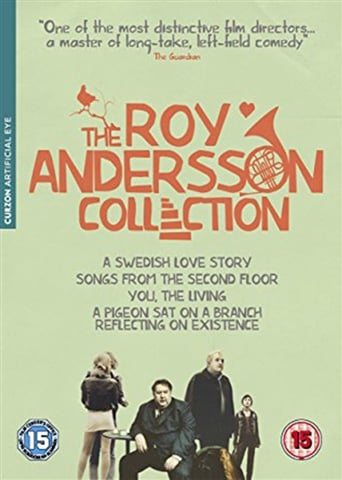 "One of the most distinctive film directors...
a master of long-take, left-field comedy"
The Guardian
CURZON ARTIFICIAL EYE
THE ROY
ANDERSSON
COLLECTION
A SWEDISH LOVE STORY
SONGS FROM THE SECOND FLOOR
YOU, THE LIVING
A PIGEON SAT ON A BRANCH
REFLECTING ON EXISTENCE
15
15